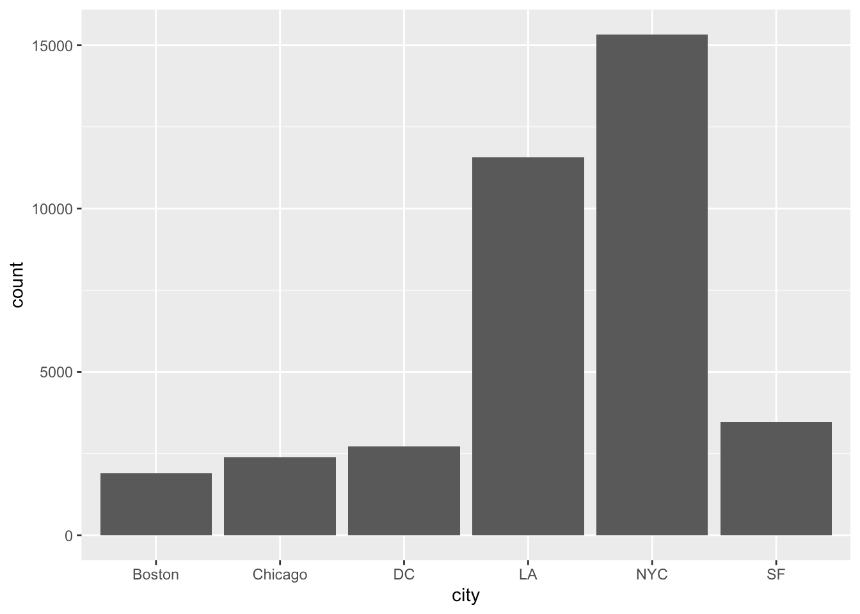 15000
10000
5000
0
count
Boston Chicago DC LA NYC SF
city